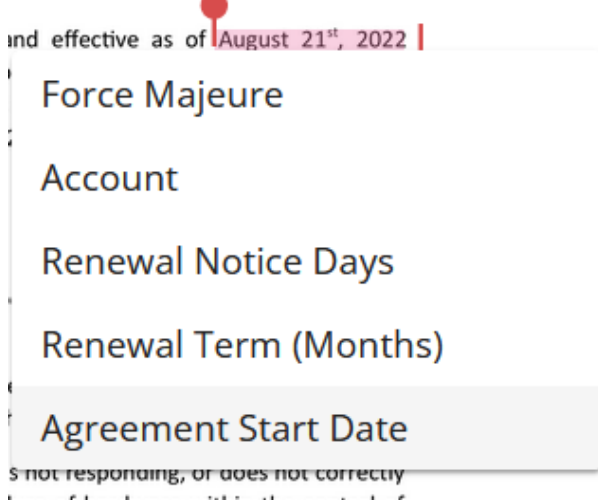 and effective as of August 21st, 2022
Force Majeure
Account
Renewal Notice Days
Renewal Term (Months)
Agreement Start Date
s not responding, or does not correctly